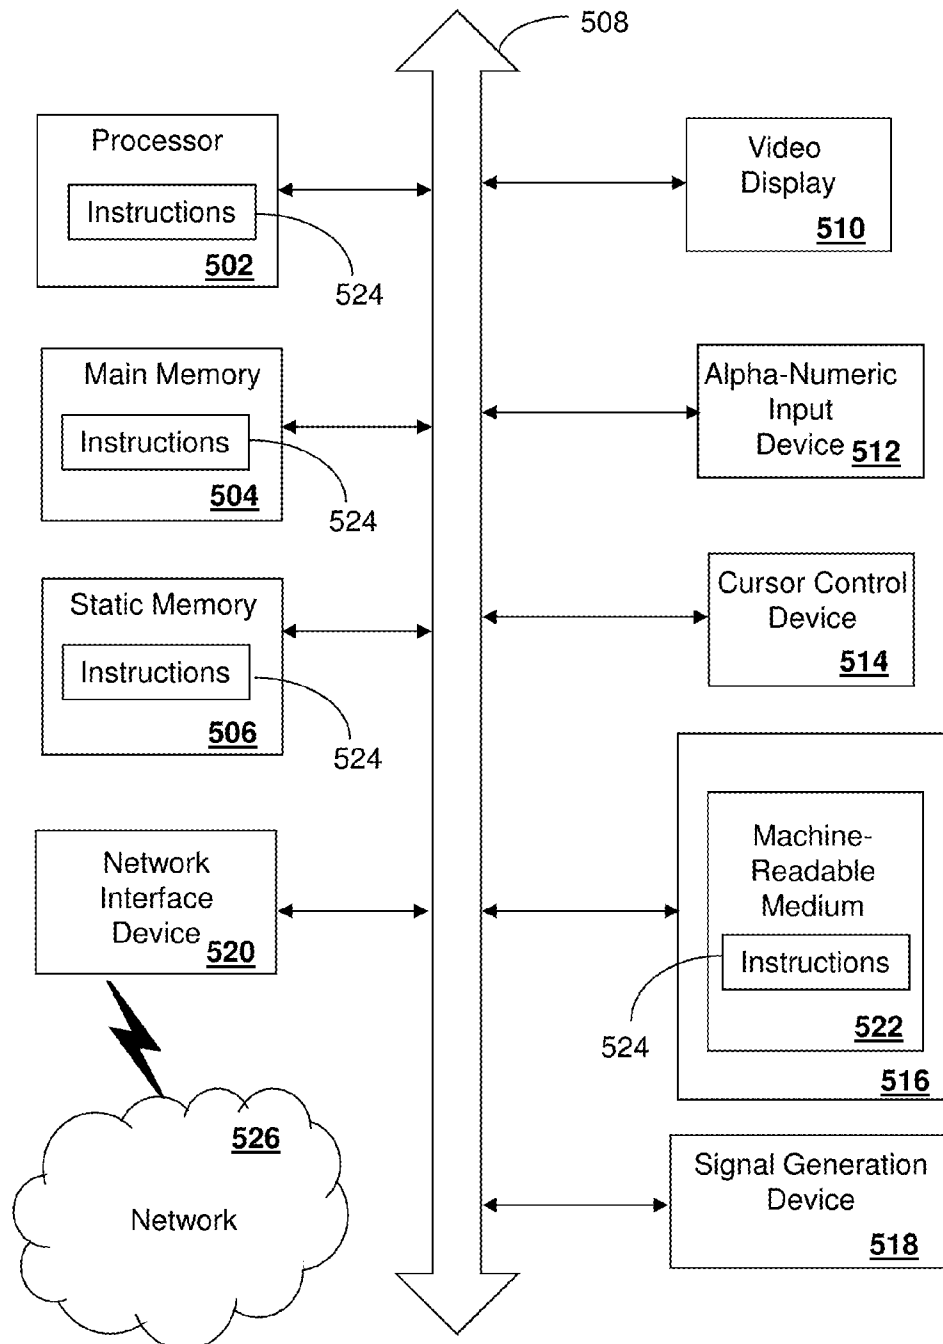 508
Processor
Instructions
502
524
Main Memory
Instructions
504
524
Static Memory
Instructions
506
524
Network
Interface
Device
520
526
Network
Video
Display
510
Alpha-Numeric
Input
Device
512
Cursor Control
Device
514
Machine-
Readable
Medium
Instructions
522
524
516
Signal Generation
Device
518